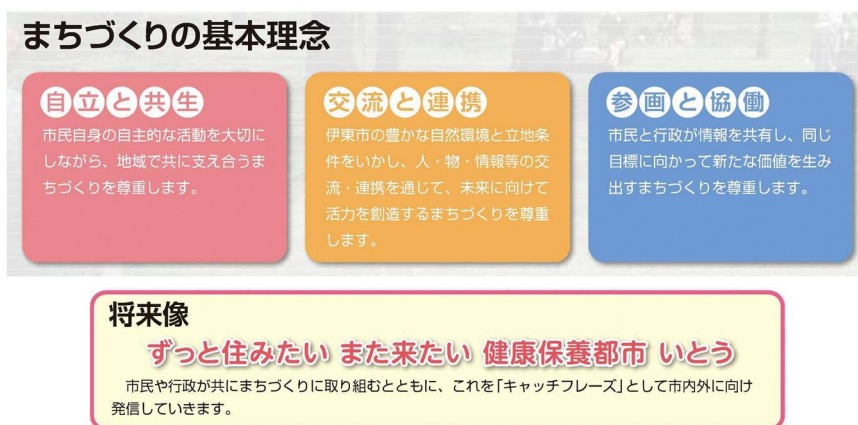 まちづくりの基本理念
自立と共生
市民自身の自主的な活動を大切に
しながら、地域で共に支え合うま
ちづくりを尊重します。
交流と連携
伊東市の豊かな自然環境と立地条
件をいかし、人・物・情報等の交
流・連携を通じて、未来に向けて
活力を創造するまちづくりを尊重
します。
参画と協働
市民と行政が情報を共有し、同じ
目標に向かって新たな価値を生み
出すまちづくりを尊重します。
将来像
ずっと住みたい また来たい 健康保養都市 いとう
市民や行政が共にまちづくりに取り組むとともに、これを「キャッチフレーズ」として市内外に向け
発信していきます。